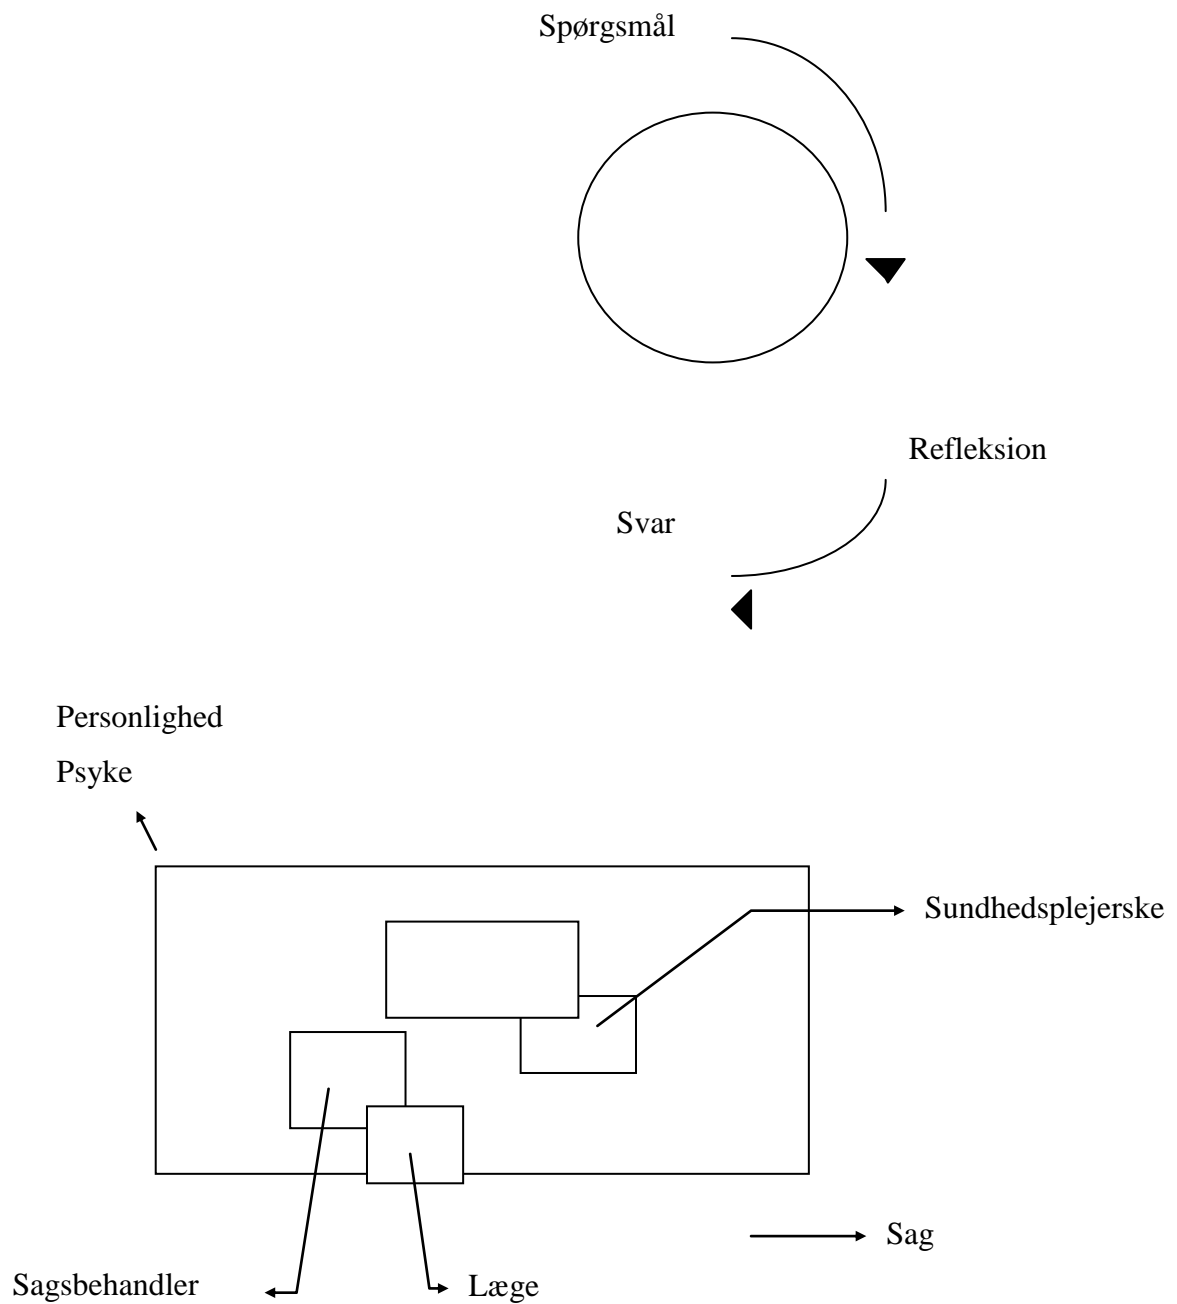 Spørgsmål
Refleksion
Svar
Personlighed
Psyke
Sundhedsplejerske
Sag
Sagsbehandler
Læge